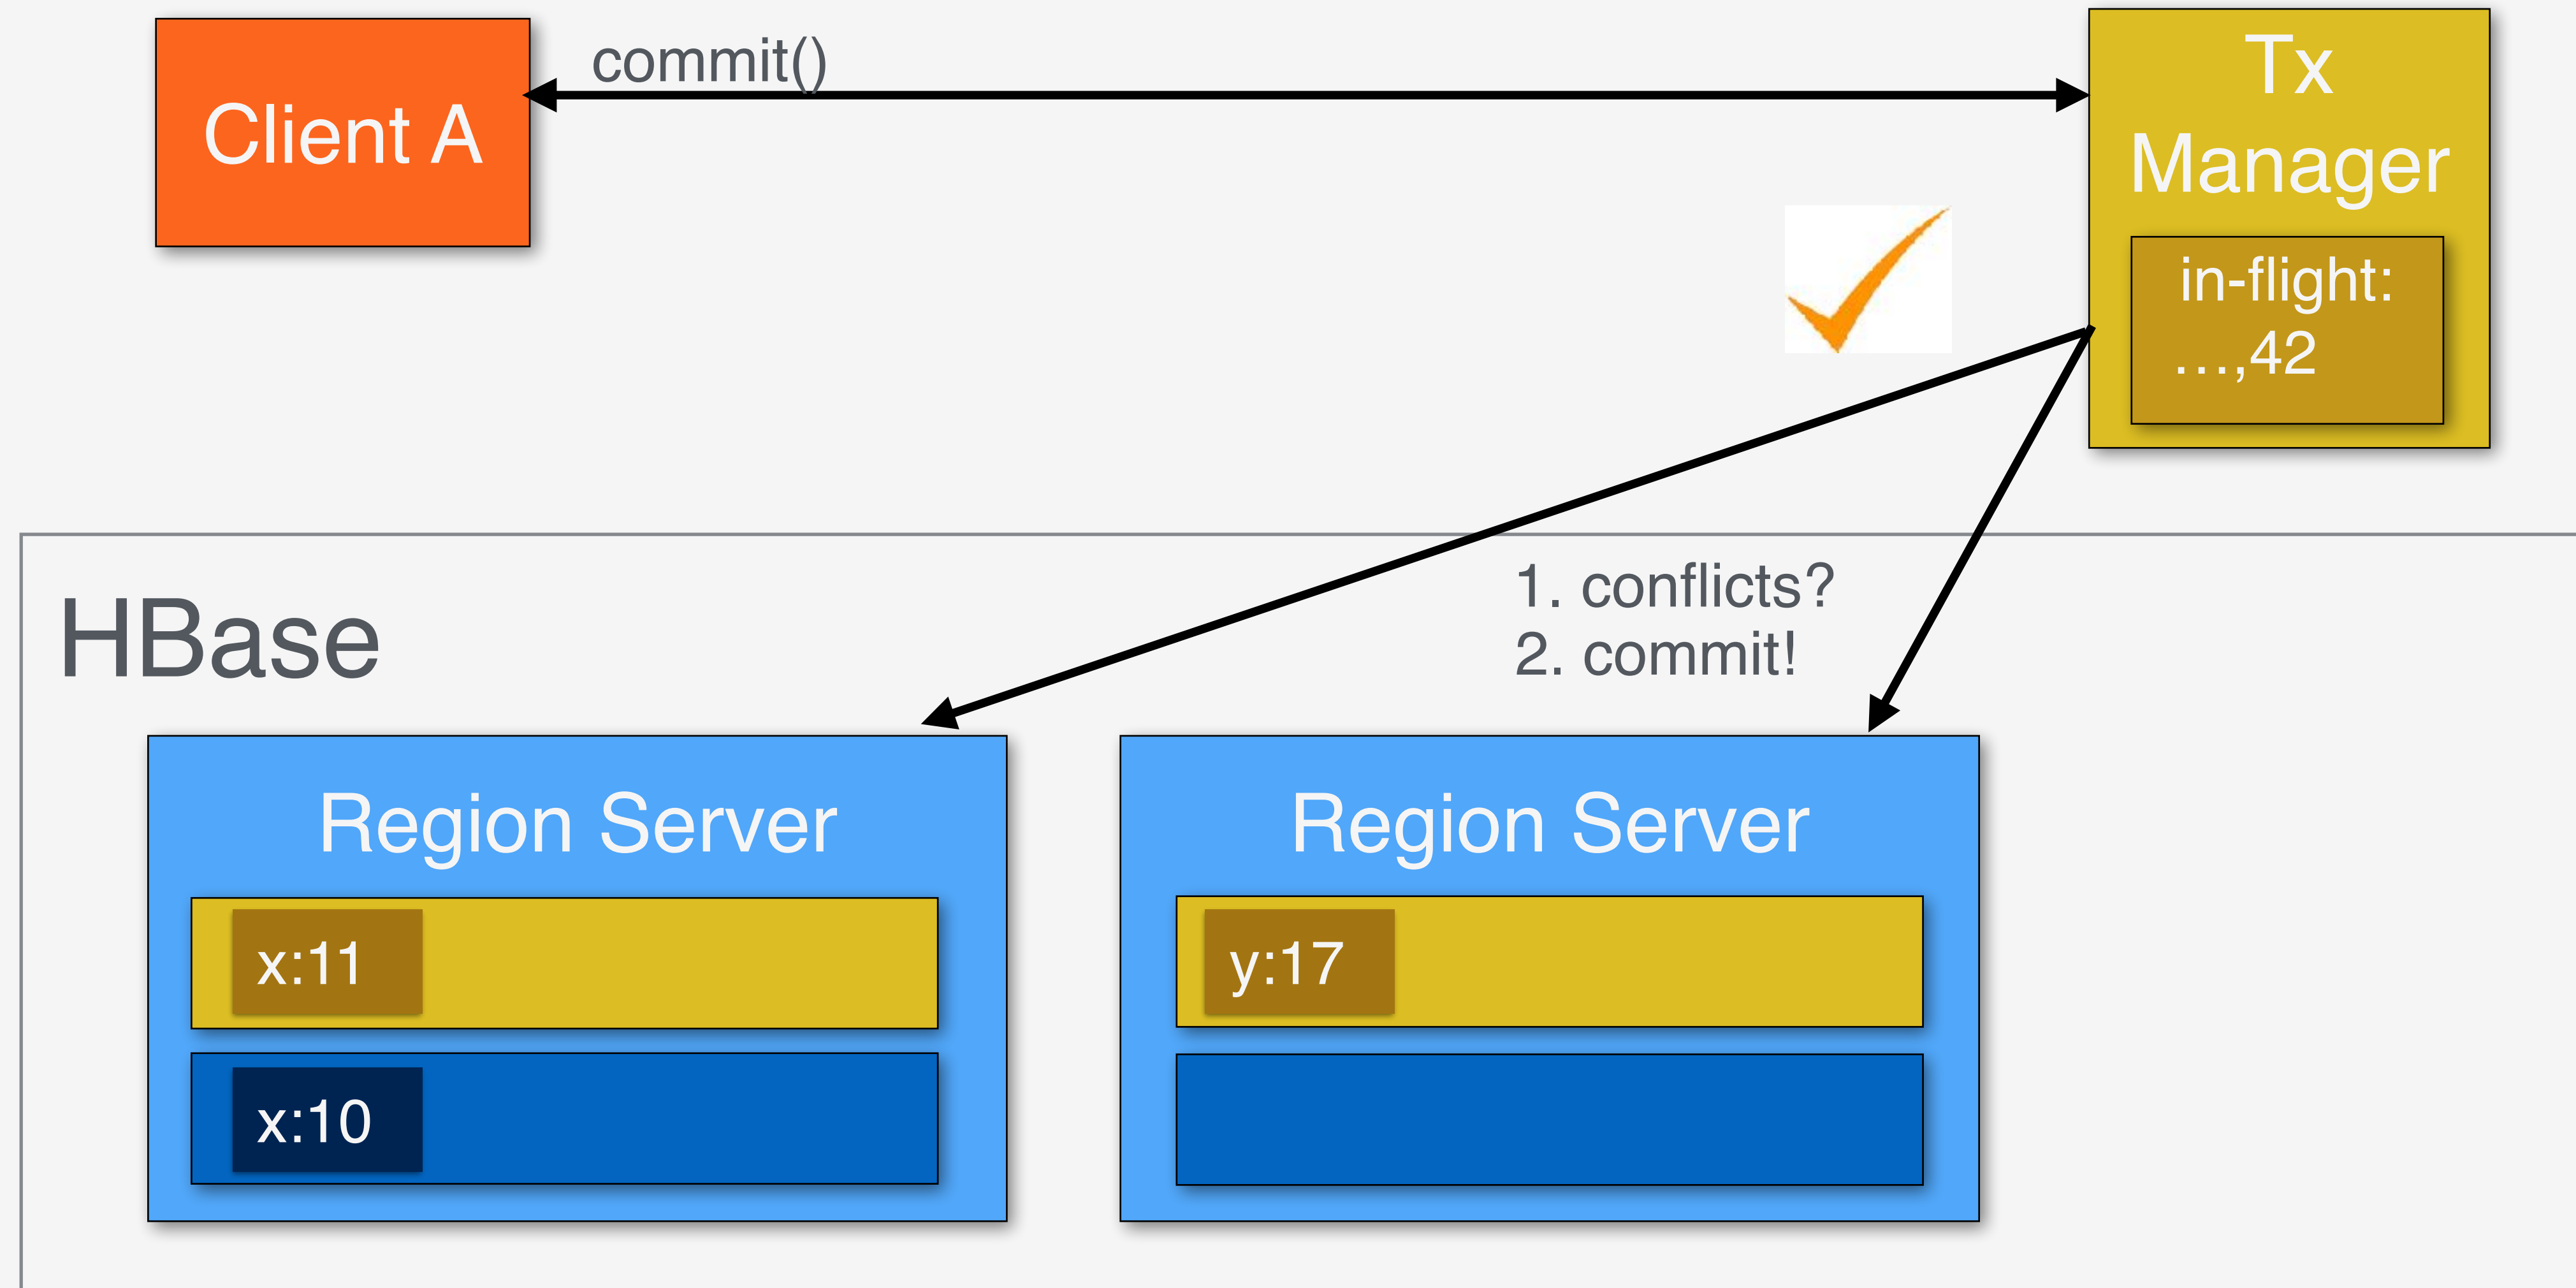 commit()
Client A
Tx
Manager
in-flight:
…,42
1. conflicts?
2. commit!
HBase
Region Server
Region Server
x:11
y:17
x:10